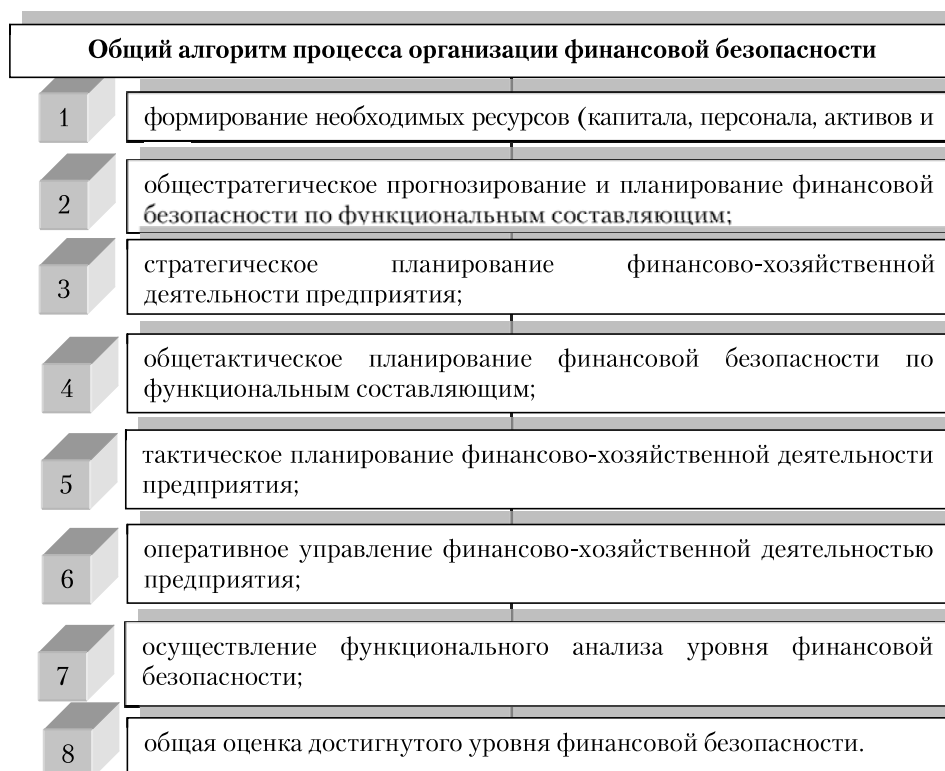 Общий алгоритм процесса организации финансовой безопасности
1
формирование необходимых ресурсов (капитала, персонала, активов и
2
общестратегическое прогнозирование и планирование финансовой
безопасности по функциональным составляющим;
3
стратегическое планирование финансово-хозяйственной
деятельности предприятия;
4
общетактическое планирование финансовой безопасности по
функциональным составляющим;
5
тактическое планирование финансово-хозяйственной деятельности
предприятия;
6
оперативное управление финансово-хозяйственной деятельностью
предприятия;
7
осуществление функционального анализа уровня финансовой
безопасности;
8
общая оценка достигнутого уровня финансовой безопасности.